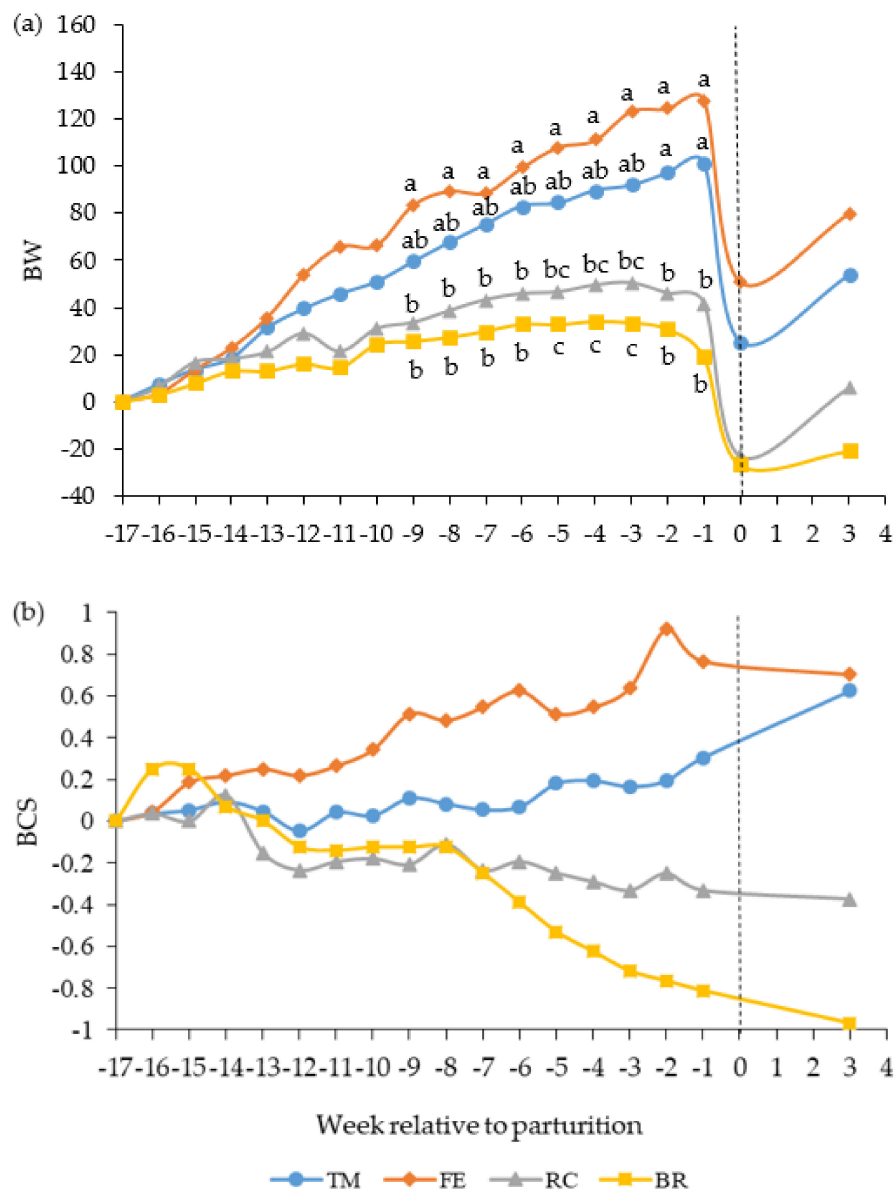 (a)
160
140
120
100
80
60
40
20
0
-20
-40
BW
a a a a a a a a a
ab ab ab ab ab ab ab a a
b b b b bc bc bc b b
b b b b c c c b b
-17 -16 -15 -14 -13 -12 -11 -10 -9 -8 -7 -6 -5 -4 -3 -2 -1 0 1 2 3 4
(b)
1
0.8
0.6
0.4
0.2
0
-0.2
-0.4
-0.6
-0.8
-1
BCS
-17 -16 -15 -14 -13 -12 -11 -10 -9 -8 -7 -6 -5 -4 -3 -2 -1 0 1 2 3 4
Week relative to parturition
TM FE RC BR